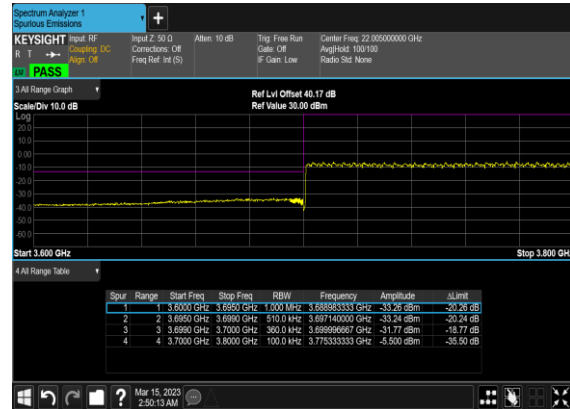 Spectrum Analyzer 1
Spurious Emissions
+
KEYSIGHT Input: RF Input Z: 50 Ω Atten: 10 dB Trig: Free Run Center Freq: 22.005000000 GHz
R T Coupling: DC Corrections: Off Gate: Off Avg|Hold: 100/100
Align: Off Freq Ref: Int (S) IF Gain: Low Radio Std: None
PASS
3 All Range Graph
Ref Lvl Offset 40.17 dB
Scale/Div 10.0 dB Ref Value 30.00 dBm
Log
20.0
10.0
0.00
-10.0
-20.0
-30.0
-40.0
-50.0
-60.0
Start 3.600 GHz Stop 3.800 GH
4 All Range Table
Spur Range Start Freq Stop Freq RBW Frequency Amplitude ΔLimit
1 1 3.6000 GHz 3.6950 GHz 1.000 MHz 3.688983333 GHz -33.26 dBm -20.26 dB
2 2 3.6950 GHz 3.6990 GHz 510.0 kHz 3.697140000 GHz -33.24 dBm -20.24 dB
3 3 3.6990 GHz 3.7000 GHz 360.0 kHz 3.699996667 GHz -31.77 dBm -18.77 dB
4 4 3.7000 GHz 3.8000 GHz 100.0 kHz 3.775333333 GHz -5.500 dBm -35.50 dB
? Mar 15, 2023
2:50:13 AM